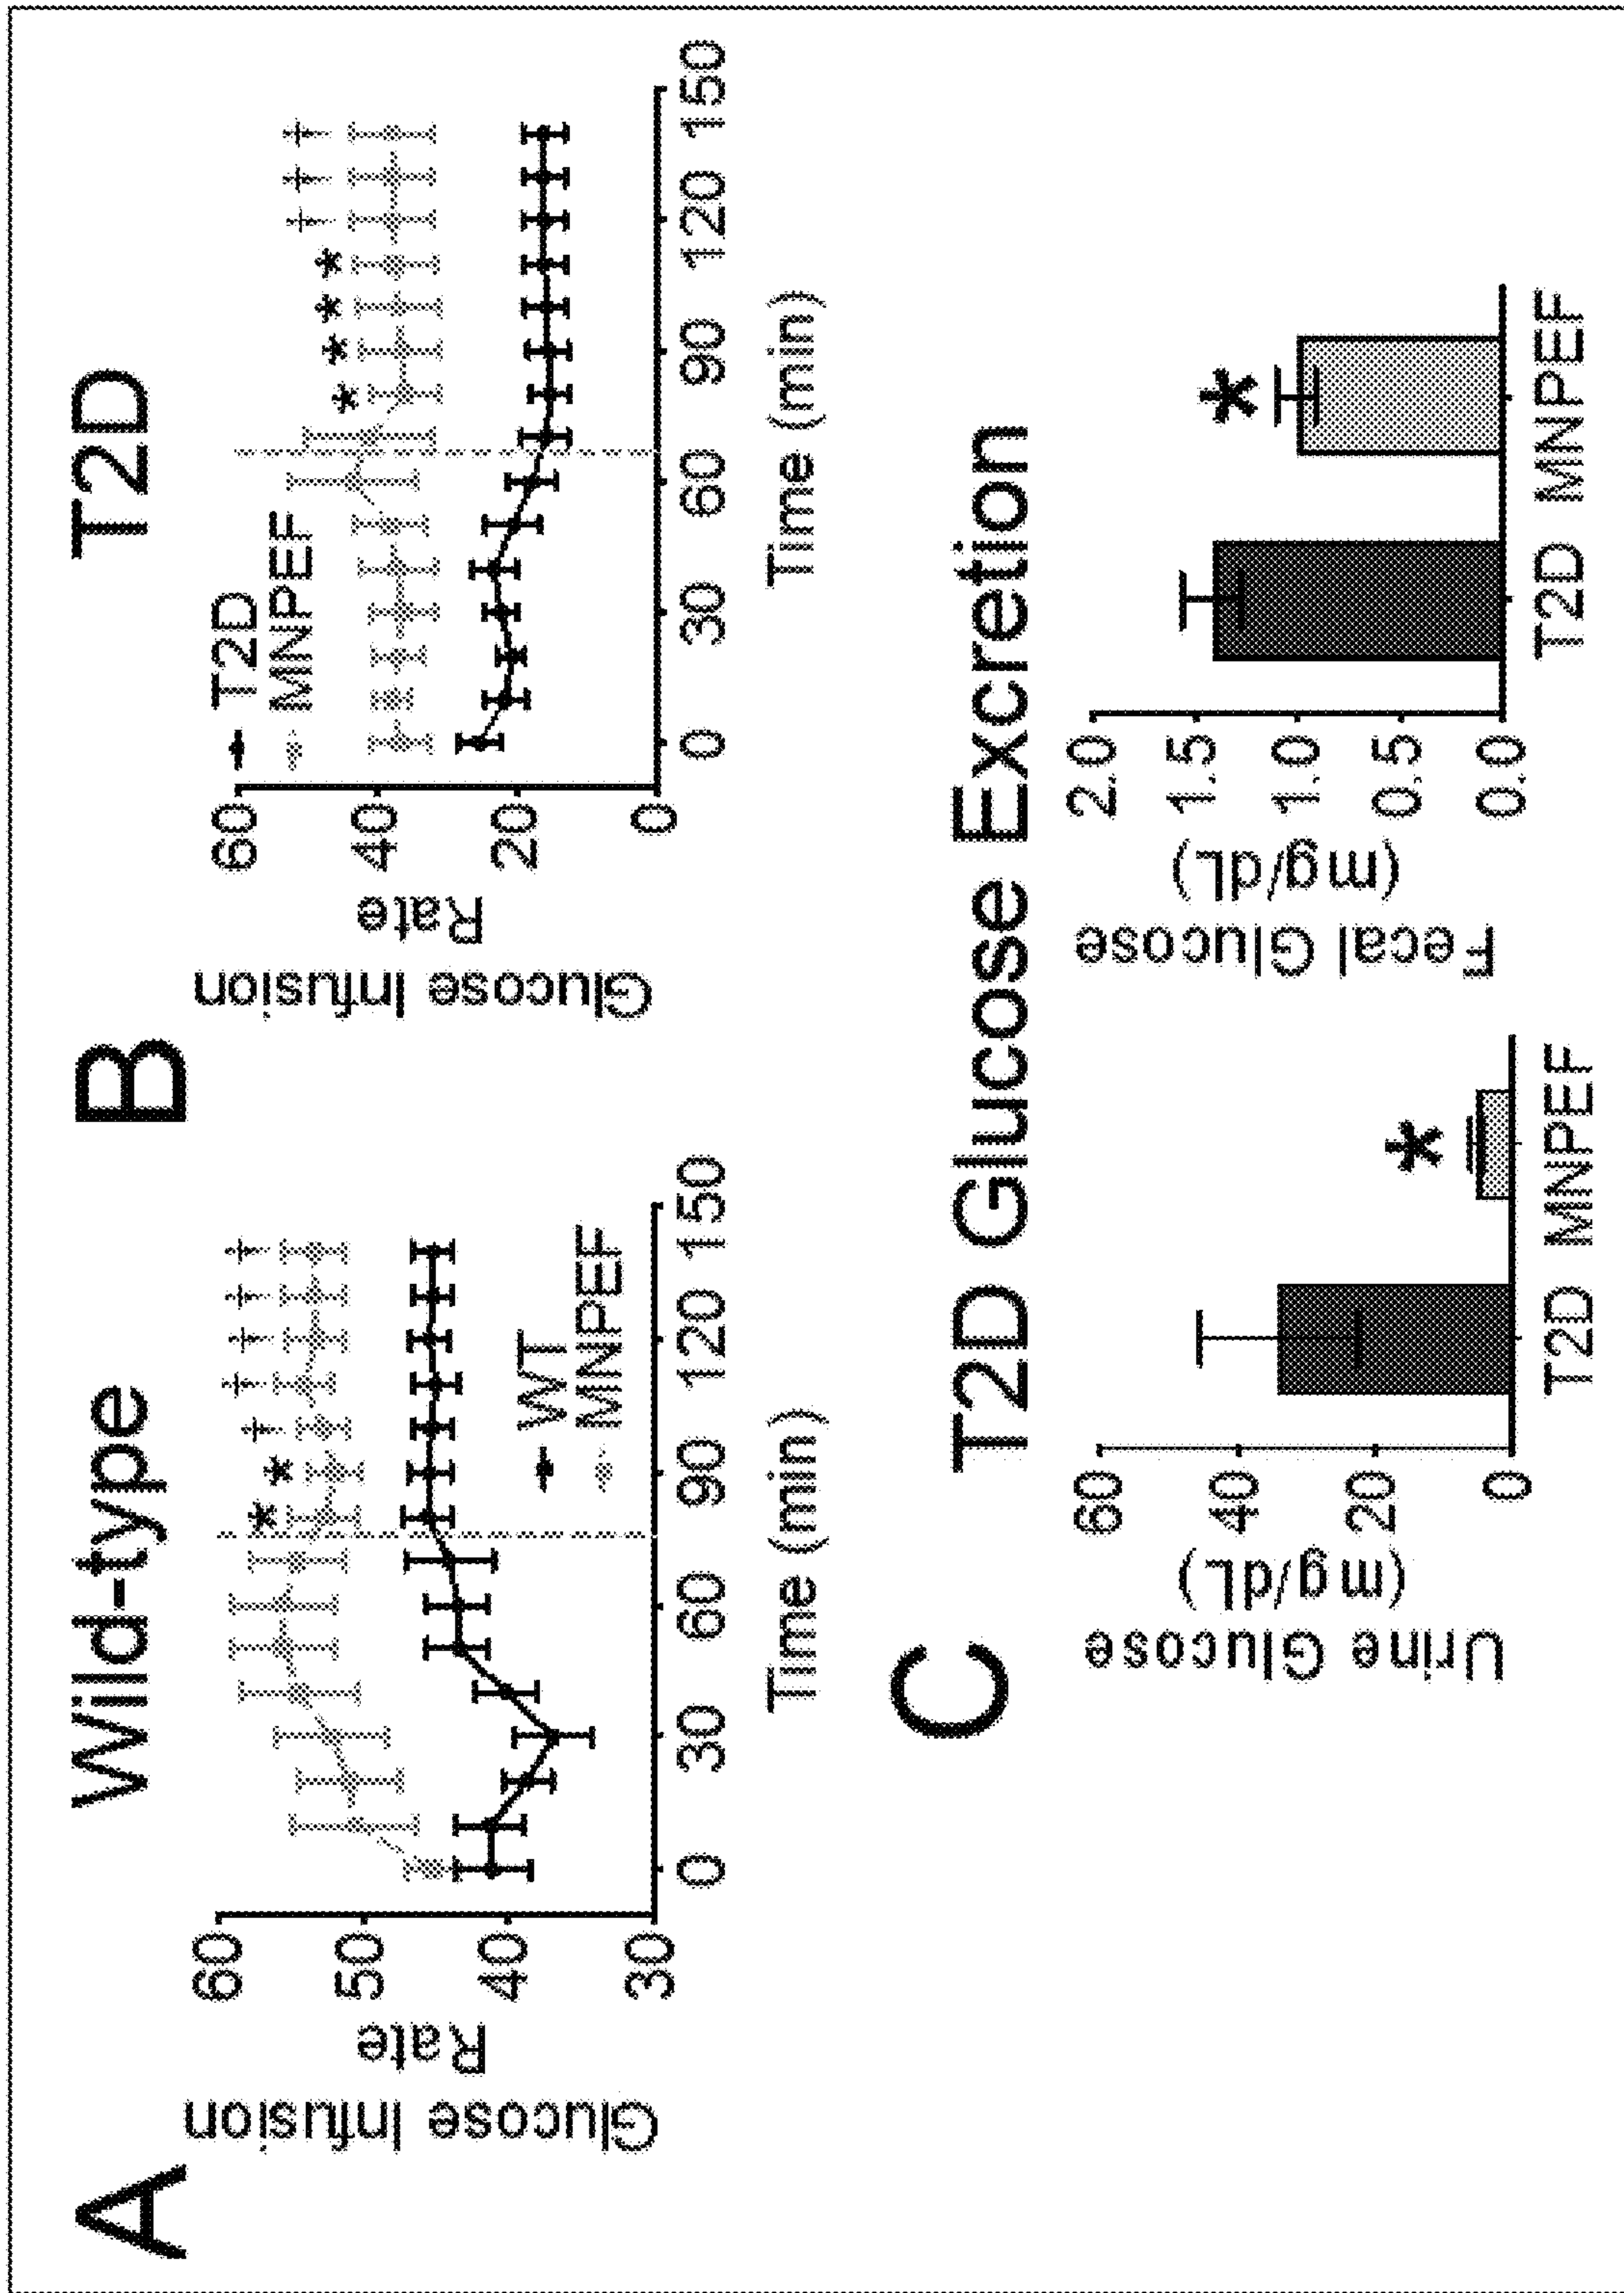 A
Wild-type
Glucose Infusion
Rate
60
50
40
30
* * † † † † †
WT
MNPEF
0 30 60 90 120 150
Time (min)
B
T2D
Glucose Infusion
Rate
60
40
20
0
T2D
MNPEF
* * * * † † †
0 30 60 90 120 150
Time (min)
C
T2D Glucose Excretion
Urine Glucose
(mg/dL)
60
40
20
0
*
T2D MNPEF
Fecal Glucose
(mg/dL)
2.0
1.5
1.0
0.5
0.0
*
T2D MNPEF